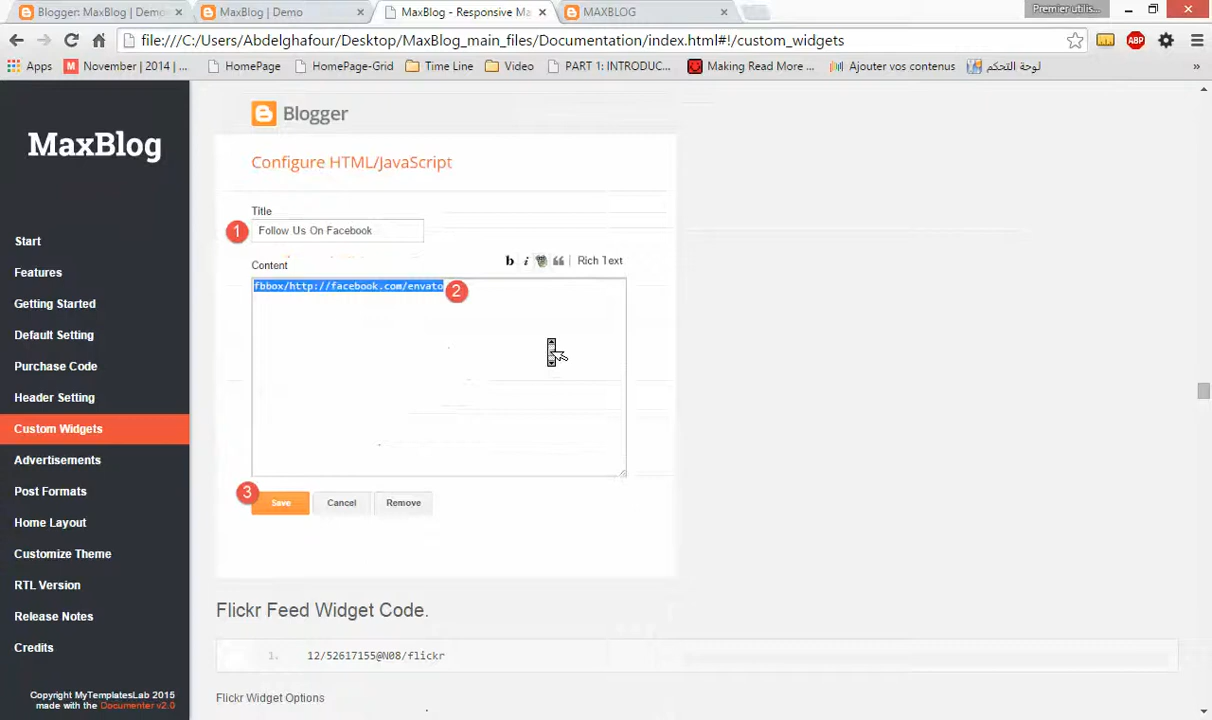 Blogger: MaxBlog | Demo
MaxBlog | Demo
MaxBlog - Responsive Ma
MAXBLOG
Premier utilis...
file:///C:/Users/Abdelghafour/Desktop/MaxBlog_main_files/Documentation/index.html#!/custom_widgets
ABP
Apps
November | 2014 | ...
HomePage
HomePage-Grid
Time Line
Video
PART 1: INTRODUC...
Making Read More ...
Ajouter vos contenus
لوحة التحكم
»
MaxBlog
Start
Features
Getting Started
Default Setting
Purchase Code
Header Setting
Custom Widgets
Advertisements
Post Formats
Home Layout
Customize Theme
RTL Version
Release Notes
Credits
Copyright MyTemplatesLab 2015
made with the Documenter v2.0
Blogger
Configure HTML/JavaScript
Title
1 Follow Us On Facebook
Content
b i Rich Text
fbbox/http://facebook.com/envato 2
3 Save Cancel Remove
Flickr Feed Widget Code.
1. 12/52617155@N08/flickr
Flickr Widget Options